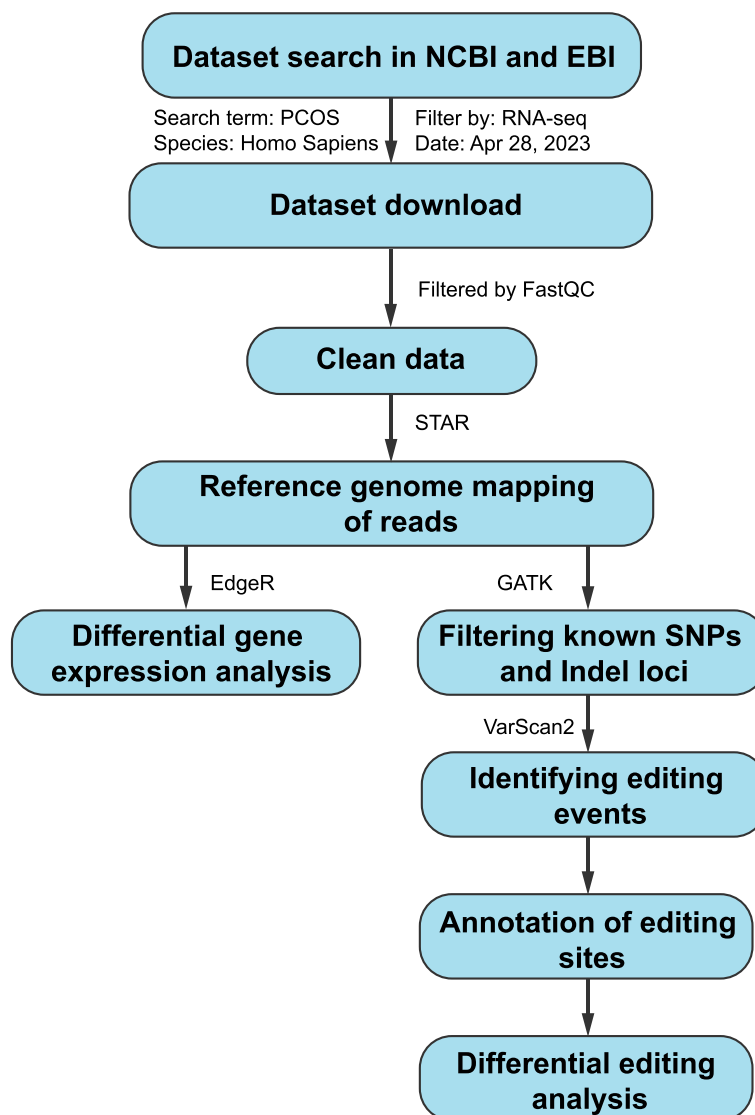 Dataset search in NCBI and EBI
Search term: PCOS
Species: Homo Sapiens
Filter by: RNA-seq
Date: Apr 28, 2023
Dataset download
Filtered by FastQC
Clean data
STAR
Reference genome mapping
of reads
EdgeR
GATK
Differential gene
expression analysis
Filtering known SNPs
and Indel loci
VarScan2
Identifying editing
events
Annotation of editing
sites
Differential editing
analysis